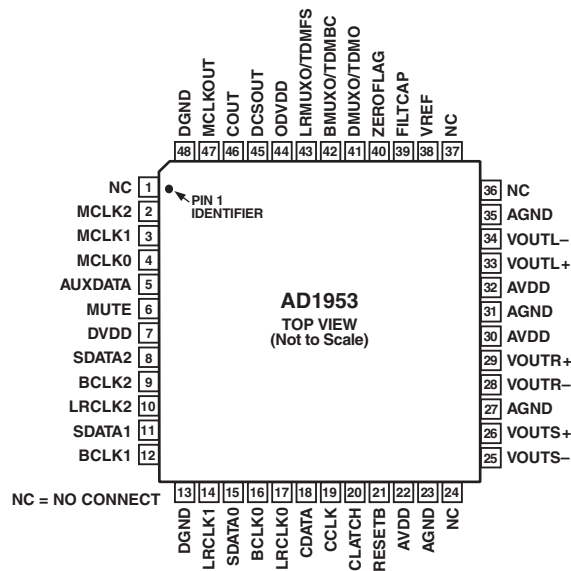 DGND
MCLKOUT
COUT
DCSOUT
ODVDD
LRMUXO/TDMFS
BMUXO/TDMBC
DMUXO/TDMO
ZEROFLAG
FILTCAP
VREF
NC
48 47 46 45 44 43 42 41 40 39 38 37
NC 1
MCLK2 2
MCLK1 3
MCLK0 4
AUXDATA 5
MUTE 6
DVDD 7
SDATA2 8
BCLK2 9
LRCLK2 10
SDATA1 11
BCLK1 12
PIN 1
IDENTIFIER
AD1953
TOP VIEW
(Not to Scale)
36 NC
35 AGND
34 VOUTL–
33 VOUTL+
32 AVDD
31 AGND
30 AVDD
29 VOUTR+
28 VOUTR–
27 AGND
26 VOUTS+
25 VOUTS–
NC = NO CONNECT
13 14 15 16 17 18 19 20 21 22 23 24
DGND
LRCLK1
SDATA0
BCLK0
LRCLK0
CDATA
CCLK
CLATCH
RESETB
AVDD
AGND
NC